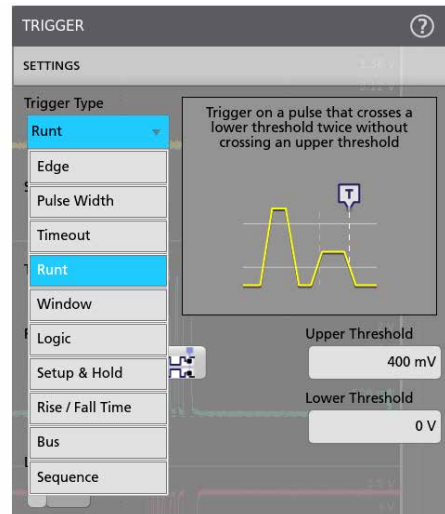 TRIGGER
?
SETTINGS
Trigger Type
Runt
Edge
Pulse Width
Timeout
Runt
Window
Logic
Setup & Hold
Rise / Fall Time
Bus
Sequence
Trigger on a pulse that crosses a
lower threshold twice without
crossing an upper threshold
T
Upper Threshold
400 mV
Lower Threshold
0 V